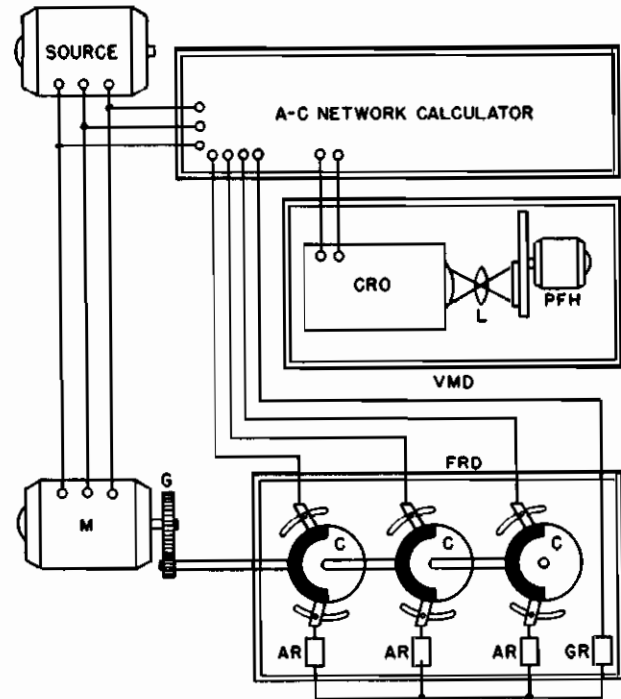 SOURCE
A-C NETWORK CALCULATOR
CRO
L
PFH
VMD
FRD
M
G
C
C
C
AR
AR
AR
GR